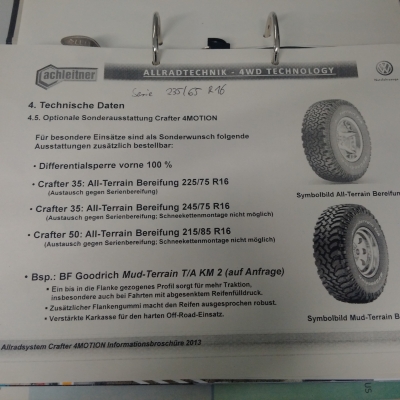 achleitner
ALLRADTECHNIK - 4WD TECHNOLOGY
Serie 235/65 R16
4. Technische Daten
4.5. Optionale Sonderausstattung Crafter 4MOTION
Für besondere Einsätze sind als Sonderwunsch folgende
Ausstattungen zusätzlich bestellbar:
• Differentialsperre vorne 100 %
• Crafter 35: All-Terrain Bereifung 225/75 R16
(Austausch gegen Serienbereifung)
Symbolbild All-Terrain Bereifun
• Crafter 35: All-Terrain Bereifung 245/75 R16
(Austausch gegen Serienbereifung; Schneekettenmontage nicht möglich)
• Crafter 50: All-Terrain Bereifung 215/85 R16
(Austausch gegen Serienbereifung; Schneekettenmontage nicht möglich)
• Bsp.: BF Goodrich Mud-Terrain T/A KM 2 (auf Anfrage)
• Ein bis in die Flanke gezogenes Profil sorgt für mehr Traktion,
insbesondere auch bei Fahrten mit abgesenktem Reifenfülldruck.
• Zusätzlicher Flankengummi macht den Reifen ausgesprochen robust.
• Verstärkte Karkasse für den harten Off-Road-Einsatz.
Symbolbild Mud-Terrain B
Allradsystem Crafter 4MOTION Informationsbroschüre 2013